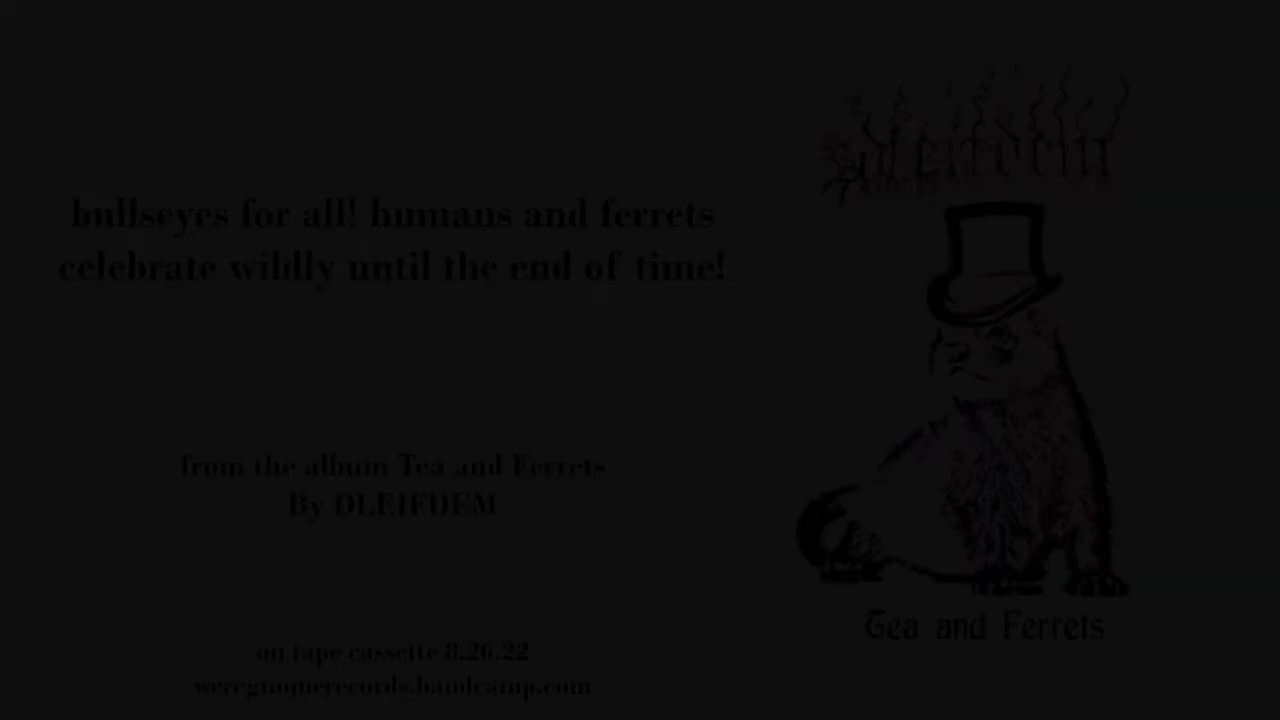 bullseyes for all! humans and ferrets
celebrate wildly until the end of time!
from the album Tea and Ferrets
By DLEIFDEM
on tape cassette 8.26.22
weregnomerecords.bandcamp.com
dleifdem
Tea and Ferrets